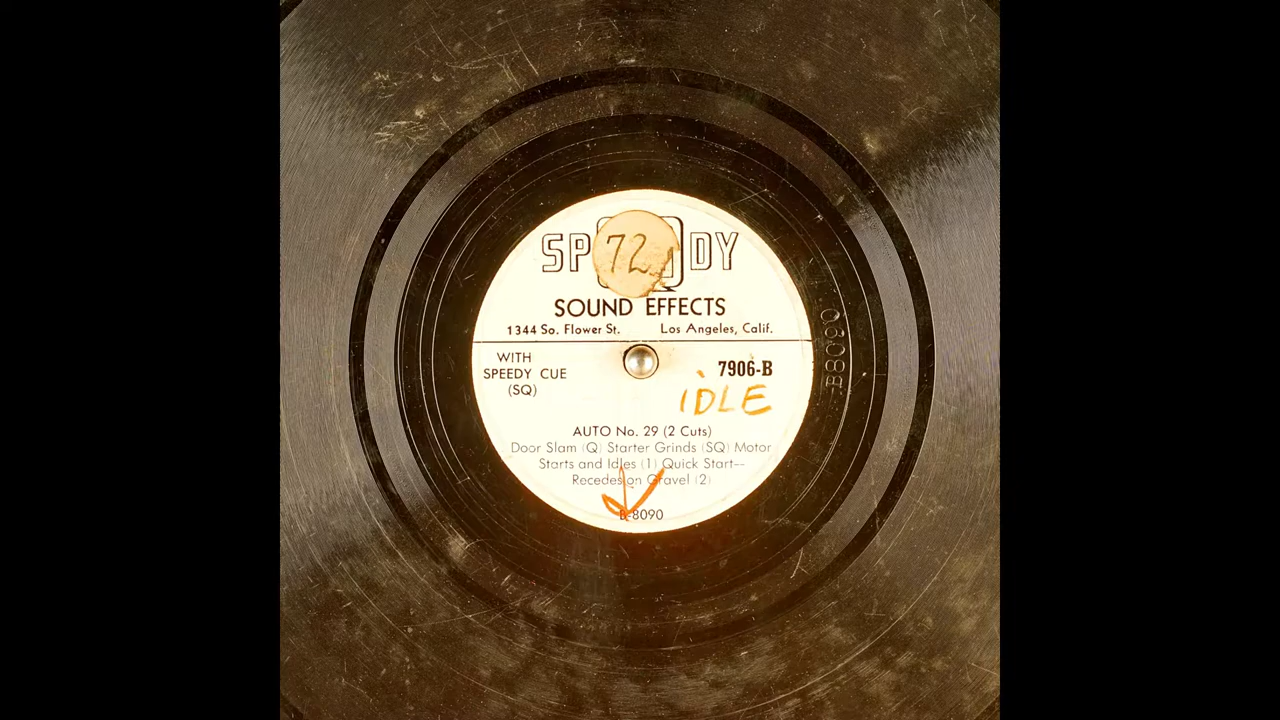 SP 72 DY
SOUND EFFECTS
1344 So. Flower St. Los Angeles, Calif.
WITH
SPEEDY CUE
(SQ)
7906-B
IDLE
AUTO No. 29 (2 Cuts)
Door Slam (Q) Starter Grinds (SQ) Motor
Starts and Idles (1) Quick Start--
Recedes on Gravel (2)
B-8090
B8090